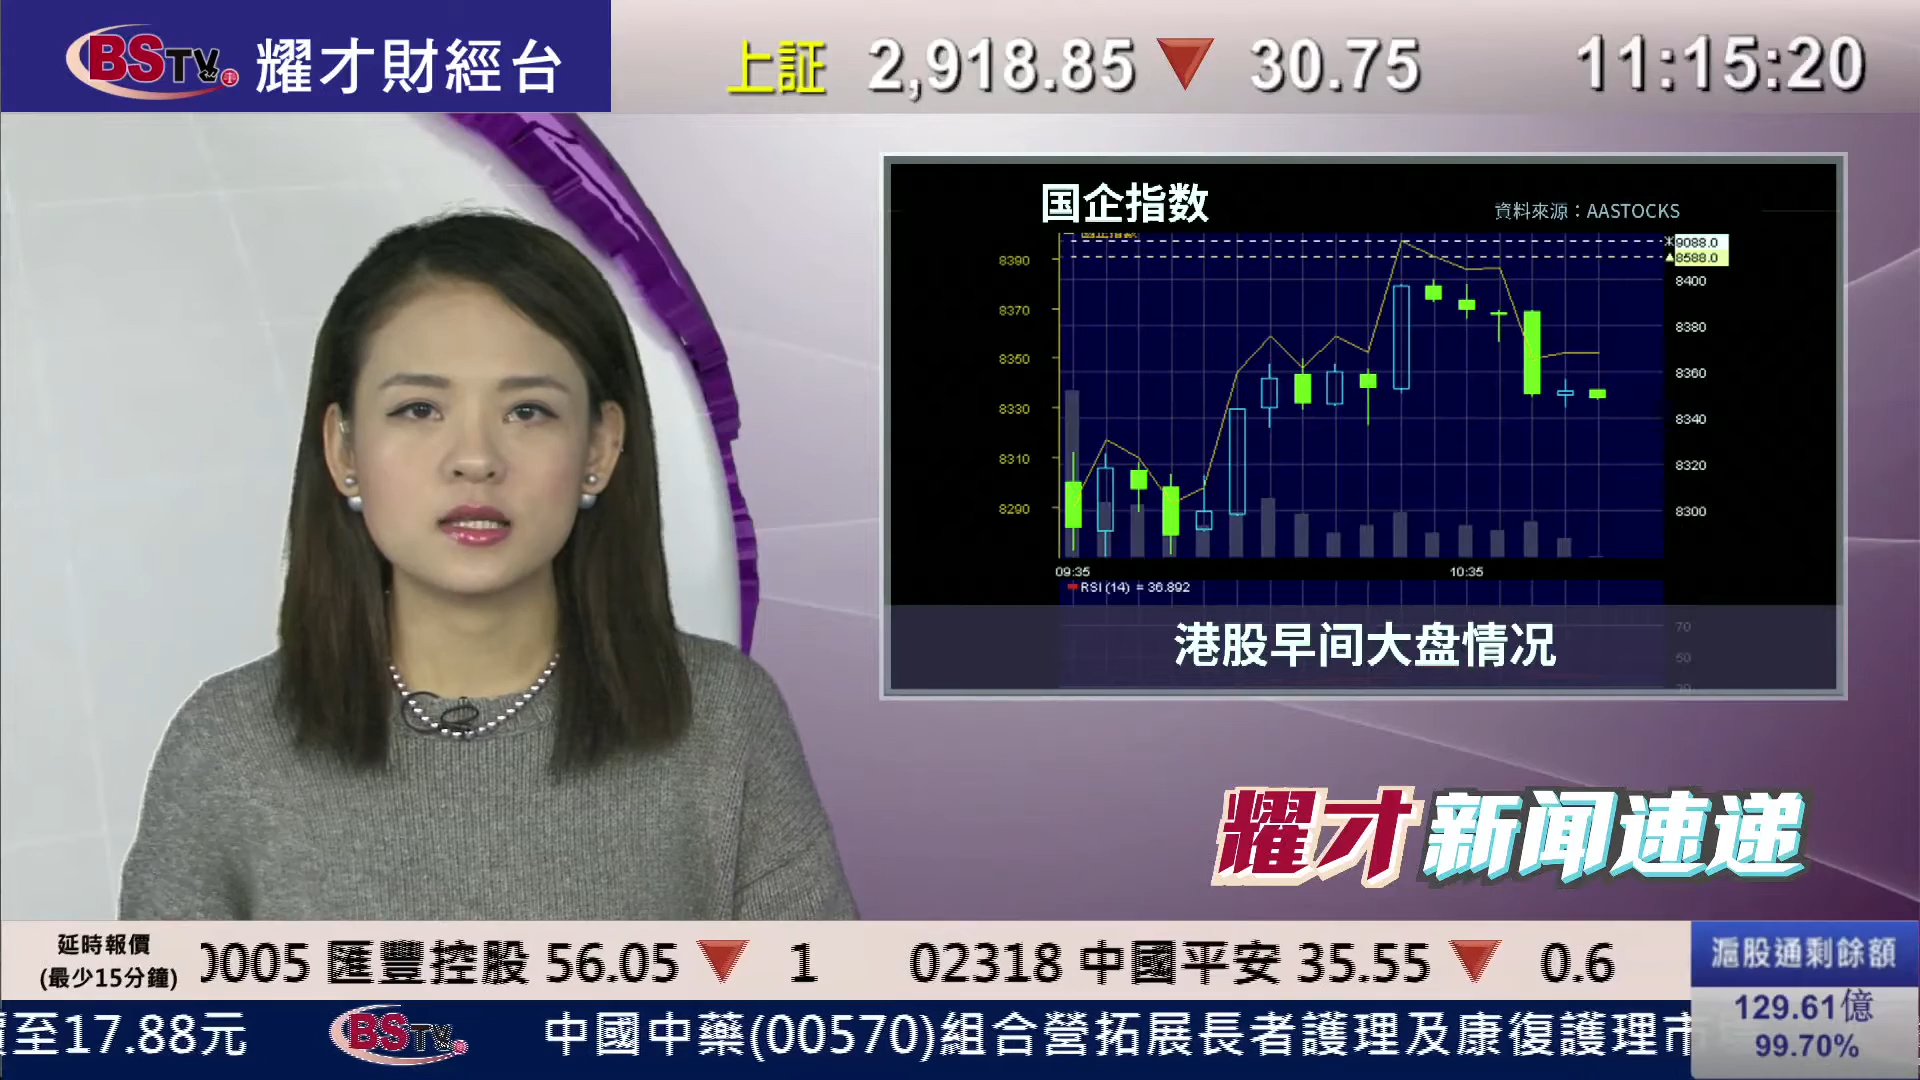 BSTV 耀才財經台
上証 2,918.85 ▼ 30.75 11:15:20
国企指数
資料來源：AASTOCKS
9088.0
8588.0
8390
8370
8350
8330
8310
8290
8400
8380
8360
8340
8320
8300
09:35 10:35
RSI (14) = 36.892
70
50
港股早间大盘情况
耀才新闻速递
延時報價
(最少15分鐘)
0005 匯豐控股 56.05 ▼ 1 02318 中國平安 35.55 ▼ 0.6
滬股通剩餘額
129.61億
99.70%
至17.88元 BSTV 中國中藥(00570)組合營拓展長者護理及康復護理市